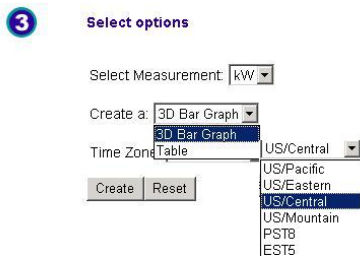 3 Select options
Select Measurement: kW
Create a: 3D Bar Graph
3D Bar Graph
Table
Time Zone US/Central
US/Pacific
US/Eastern
US/Central
US/Mountain
PST8
EST5
Create Reset